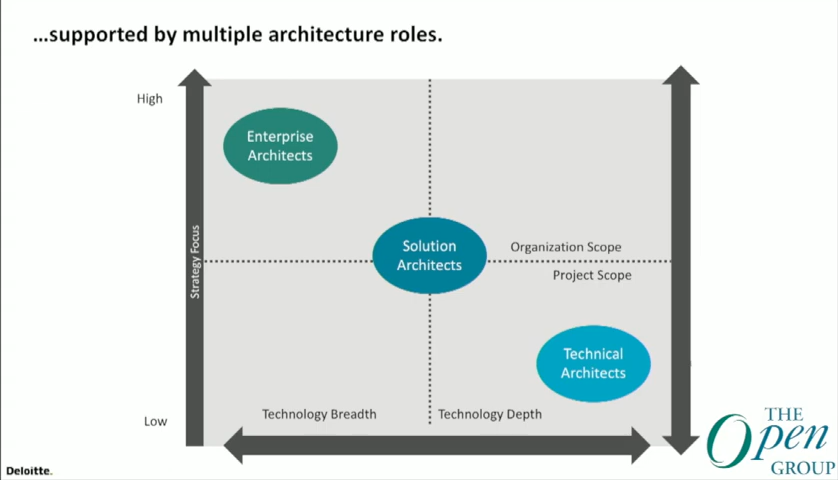 ...supported by multiple architecture roles.
High
Enterprise
Architects
Strategy Focus
Solution
Architects
Organization Scope
Project Scope
Technical
Architects
Low
Technology Breadth
Technology Depth
THE
Open
GROUP
Deloitte.